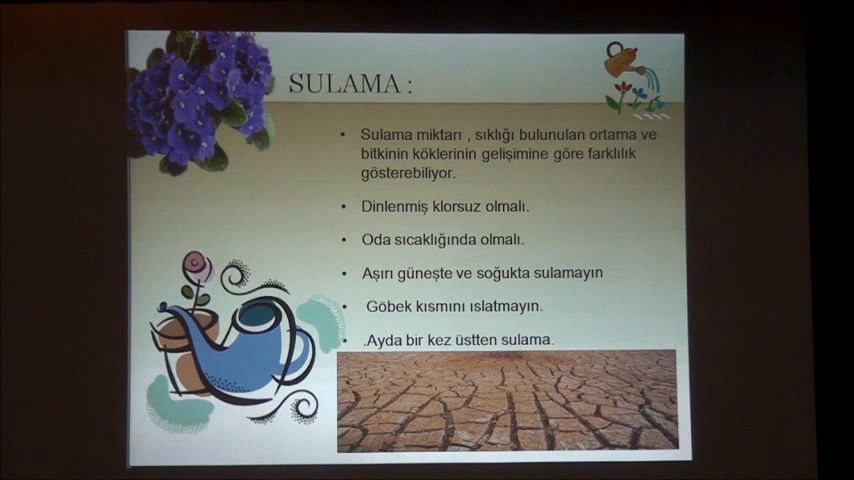 SULAMA :
• Sulama miktarı , sıklığı bulunulan ortama ve
bitkinin köklerinin gelişimine göre farklılık
gösterebiliyor.
• Dinlenmiş klorsuz olmalı.
• Oda sıcaklığında olmalı.
• Aşırı güneşte ve soğukta sulamayın
• Göbek kısmını ıslatmayın.
• .Ayda bir kez üstten sulama.